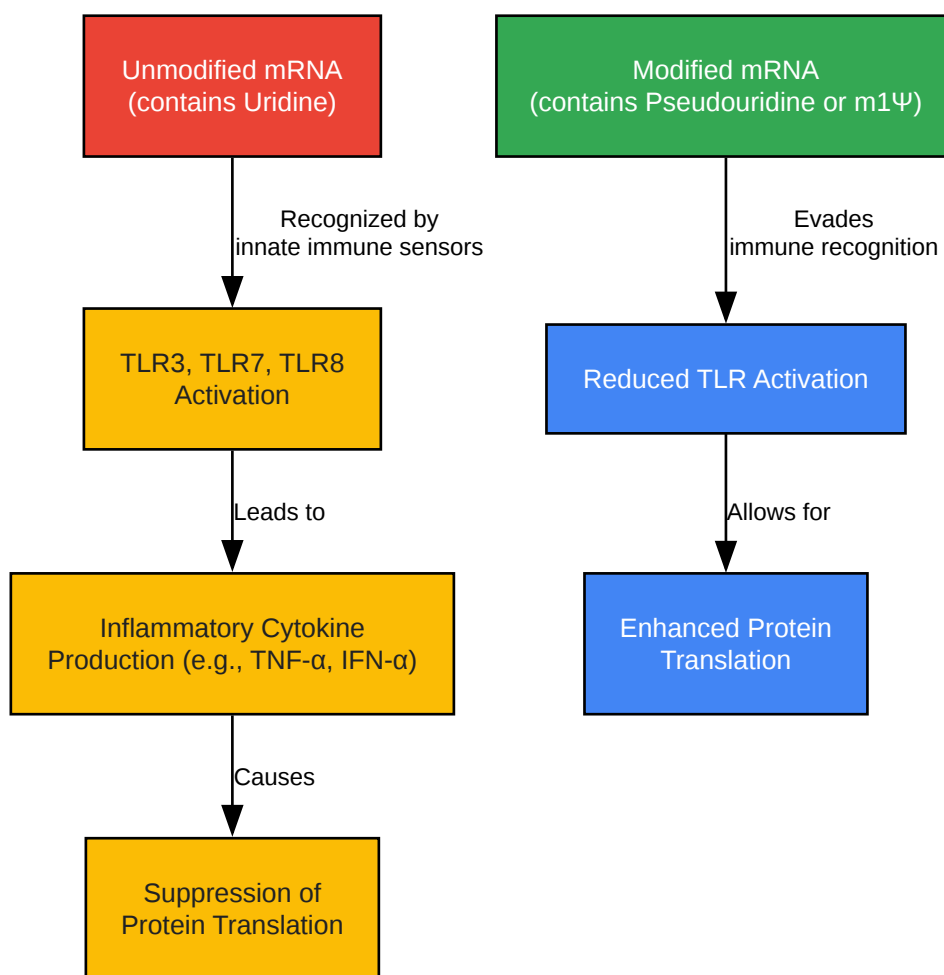 Unmodified mRNA
(contains Uridine)
Recognized by
innate immune sensors
TLR3, TLR7, TLR8
Activation
Leads to
Inflammatory Cytokine
Production (e.g., TNF-α, IFN-α)
Causes
Suppression of
Protein Translation
Modified mRNA
(contains Pseudouridine or m1Ψ)
Evades
immune recognition
Reduced TLR Activation
Allows for
Enhanced Protein
Translation